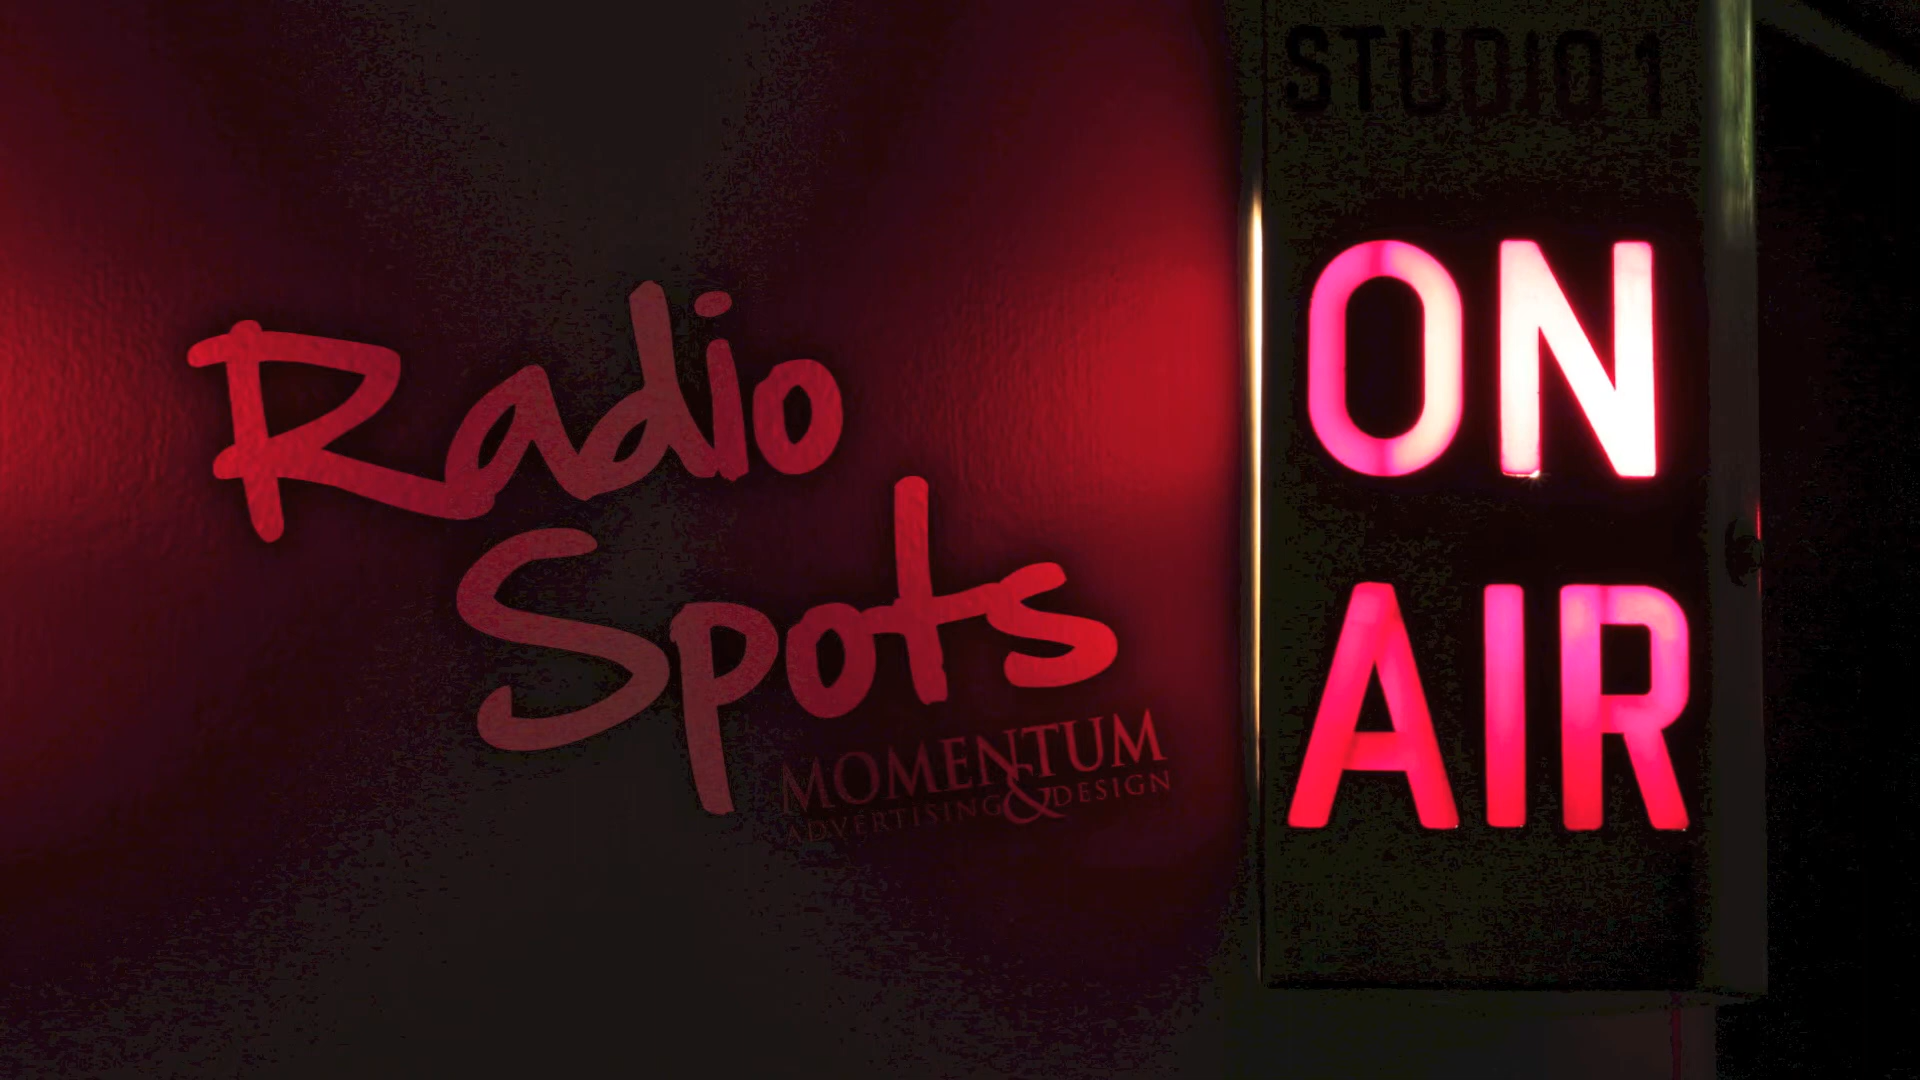 Radio
Spots
MOMENTUM
ADVERTISING & DESIGN
STUDIO 1
ON
AIR